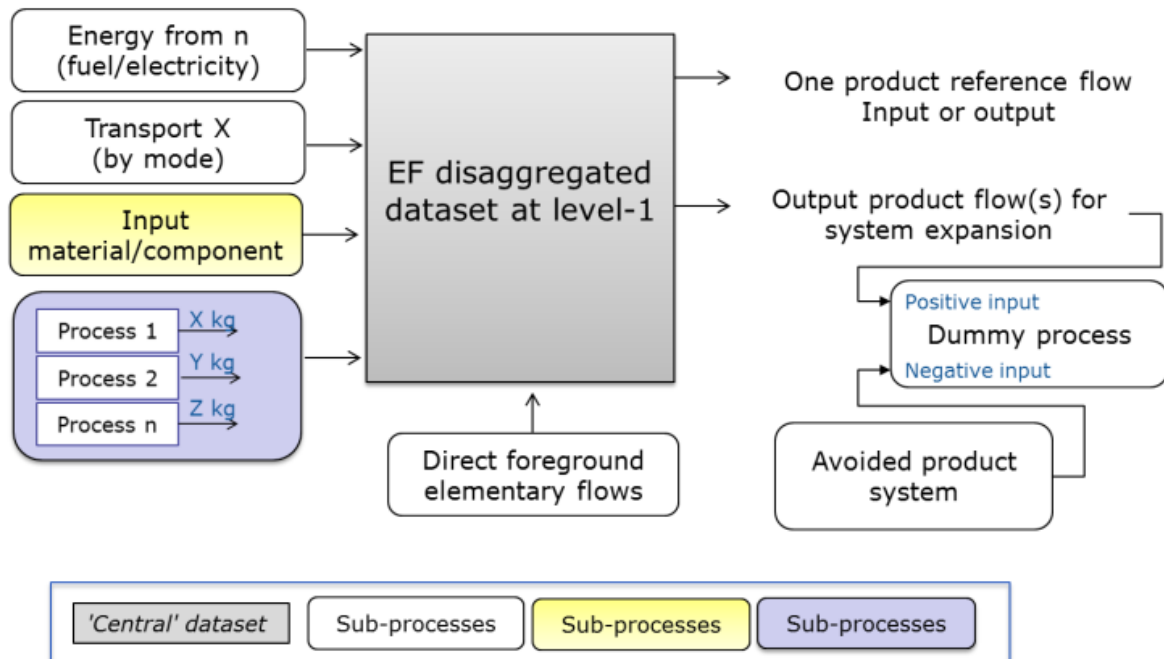 Energy from n
(fuel/electricity)
Transport X
(by mode)
Input
material/component
Process 1
X kg
Process 2
Y kg
Process n
Z kg
EF disaggregated
dataset at level-1
Direct foreground
elementary flows
One product reference flow
Input or output
Output product flow(s) for
system expansion
Positive input
Dummy process
Negative input
Avoided product
system
'Central' dataset
Sub-processes
Sub-processes
Sub-processes